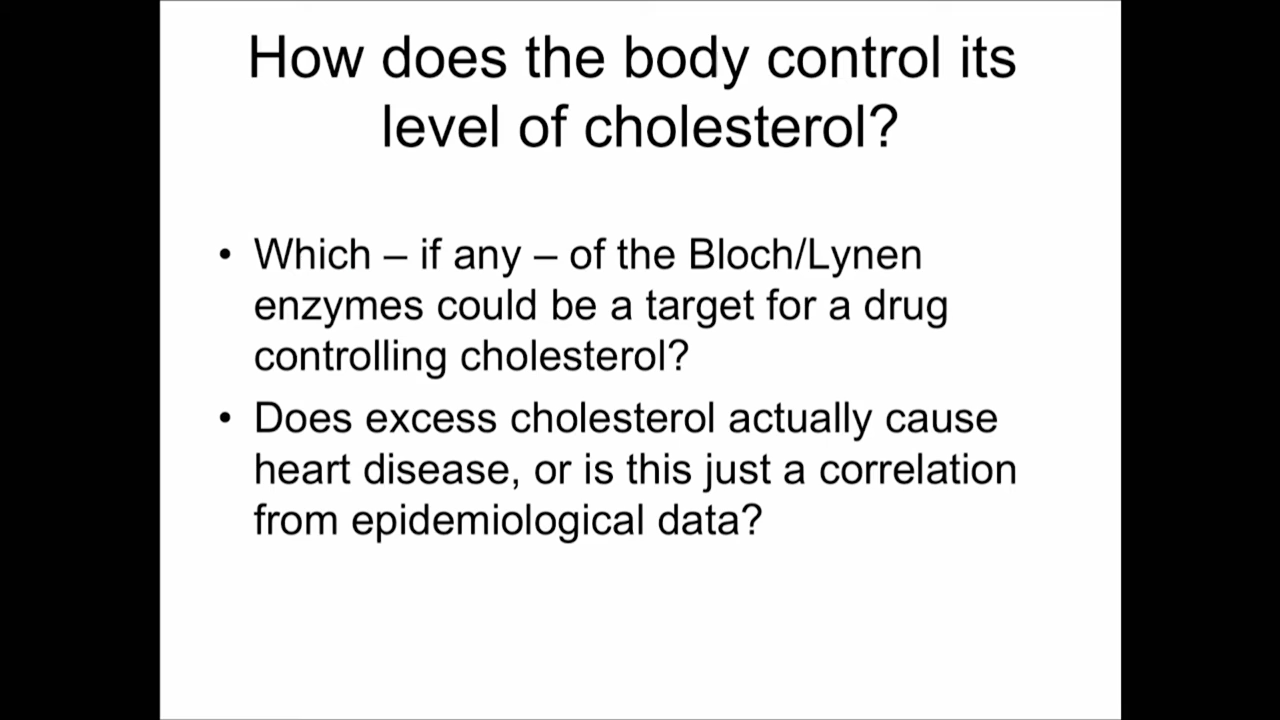 How does the body control its
level of cholesterol?
• Which – if any – of the Bloch/Lynen
enzymes could be a target for a drug
controlling cholesterol?
• Does excess cholesterol actually cause
heart disease, or is this just a correlation
from epidemiological data?